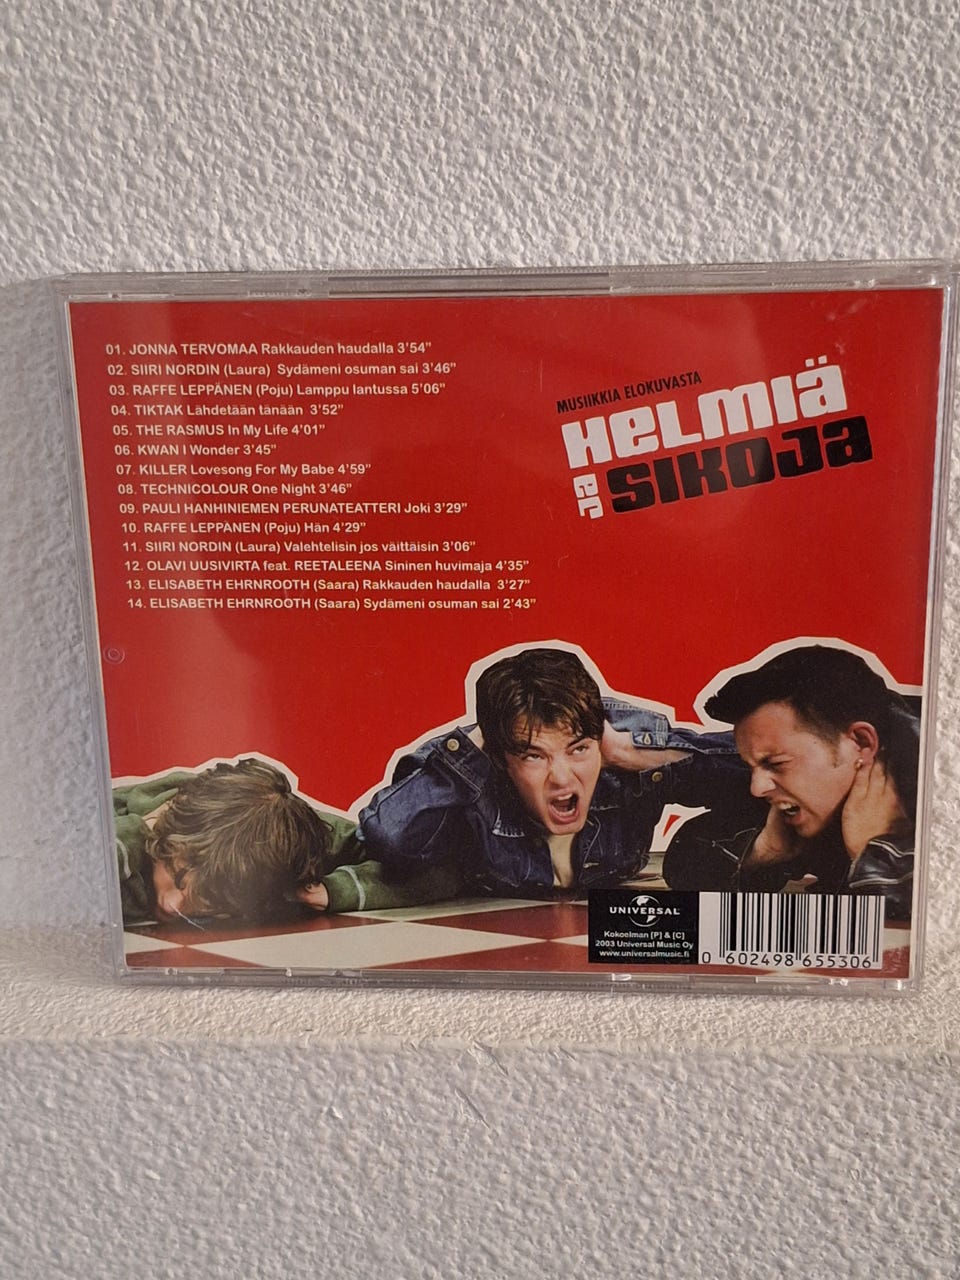 01. JONNA TERVOMAA Rakkauden haudalla 3'54"
02. SIIRI NORDIN (Laura) Sydämeni osuman sai 3'46"
03. RAFFE LEPPÄNEN (Poju) Lamppu lantussa 5'06"
04. TIKTAK Lähdetään tänään 3'52"
05. THE RASMUS In My Life 4'01"
06. KWAN I Wonder 3'45"
07. KILLER Lovesong For My Babe 4'59"
08. TECHNICOLOUR One Night 3'46"
09. PAULI HANHINIEMEN PERUNATEATTERI Joki 3'29"
10. RAFFE LEPPÄNEN (Poju) Hän 4'29"
11. SIIRI NORDIN (Laura) Valehtelisin jos väittäisin 3'06"
12. OLAVI UUSIVIRTA feat. REETALEENA Sininen huvimaja 4'35"
13. ELISABETH EHRNROOTH (Saara) Rakkauden haudalla 3'27"
14. ELISABETH EHRNROOTH (Saara) Sydämeni osuman sai 2'43"
MUSIIKKIA ELOKUVASTA
HELMIÄ
JA SIKOJA
UNIVERSAL
Kokoelman [P] & [C]
2003 Universal Music Oy
www.universalmusic.fi
0 602498 655306